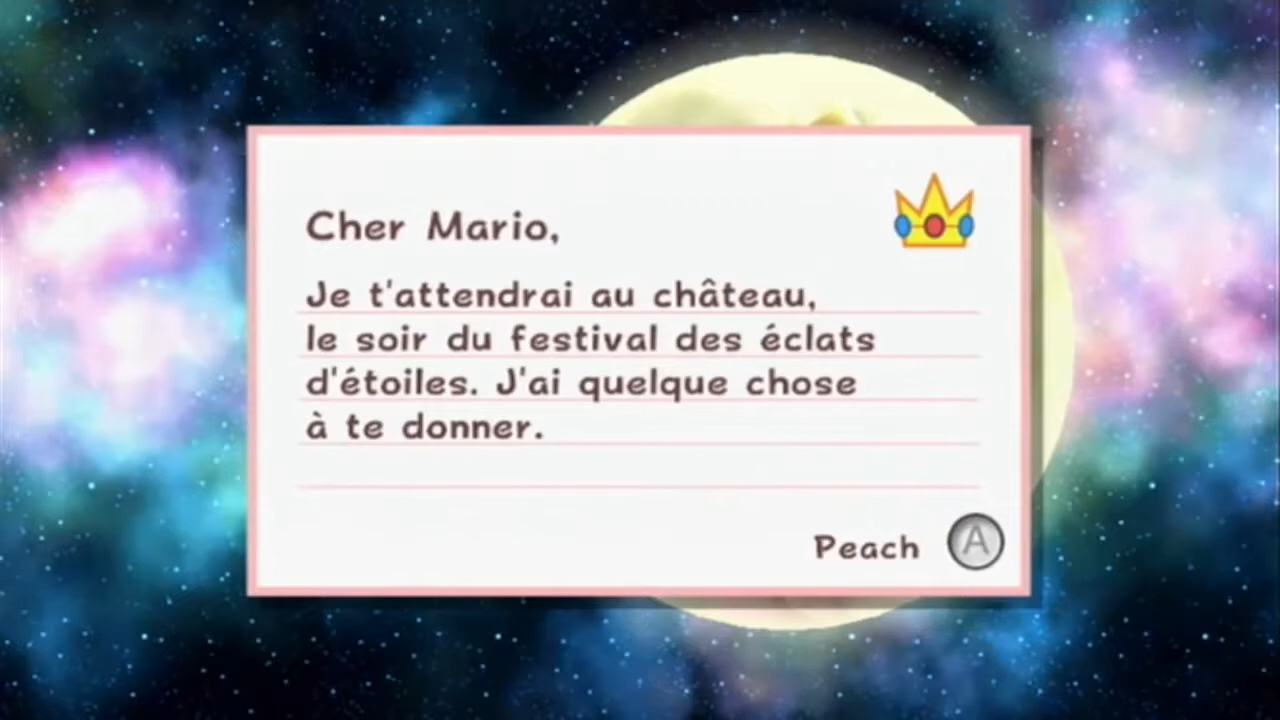 Cher Mario,
Je t'attendrai au château,
le soir du festival des éclats
d'étoiles. J'ai quelque chose
à te donner.
Peach A